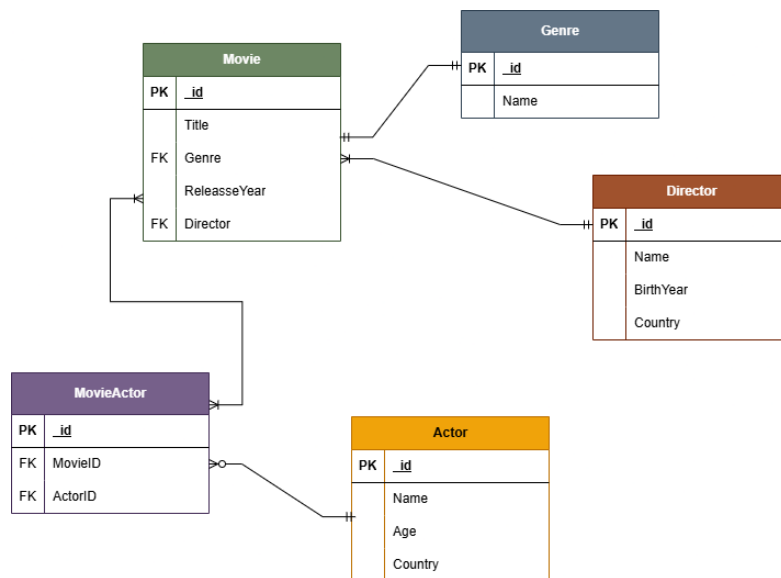 Genre
PK _id
Name
Movie
PK _id
Title
FK Genre
ReleasseYear
FK Director
Director
PK _id
Name
BirthYear
Country
MovieActor
PK _id
FK MovieID
FK ActorID
Actor
PK _id
Name
Age
Country